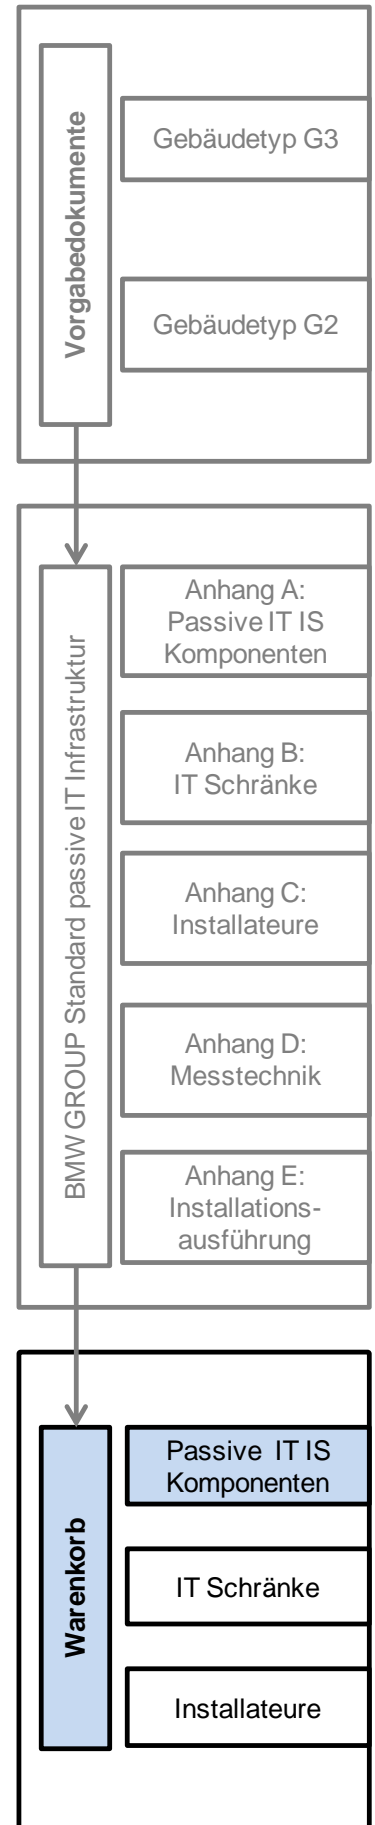 Vorgabedokumente
Gebäudetyp G3
Gebäudetyp G2
BMW GROUP Standard passive IT Infrastruktur
Anhang A:
Passive IT IS
Komponenten
Anhang B:
IT Schränke
Anhang C:
Installateure
Anhang D:
Messtechnik
Anhang E:
Installations-
ausführung
Warenkorb
Passive IT IS
Komponenten
IT Schränke
Installateure